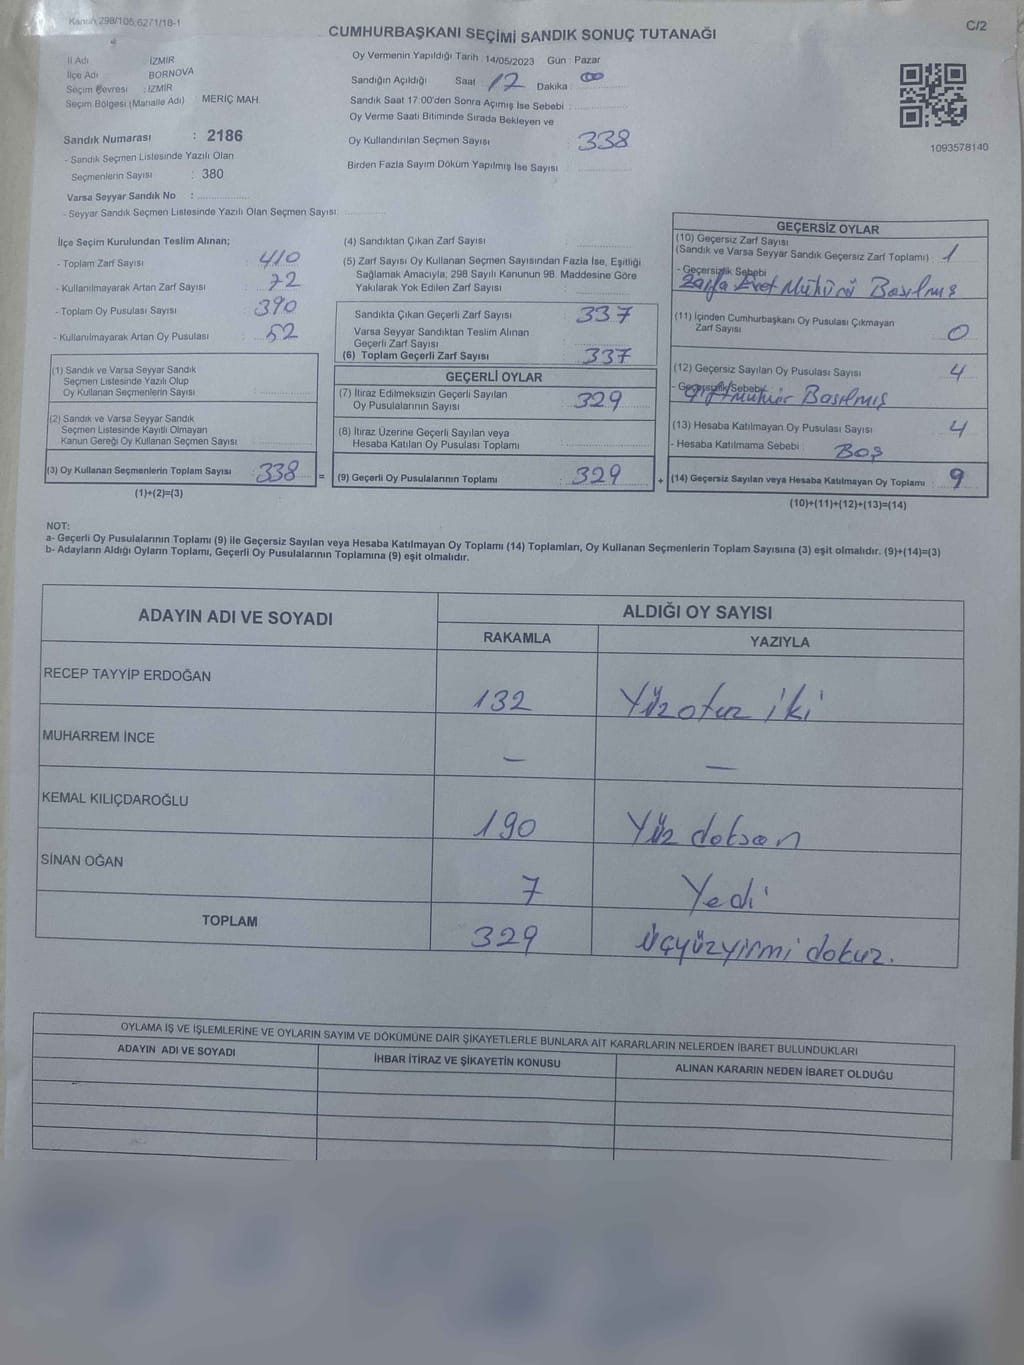 Kanun 298/105,6271/18-1
C/2
CUMHURBAŞKANI SEÇİMİ SANDIK SONUÇ TUTANAĞI
İl Adı : İZMİR
İlçe Adı : BORNOVA
Seçim Çevresi : İZMİR
Seçim Bölgesi (Mahalle Adı) : MERİÇ MAH.
Sandık Numarası : 2186
- Sandık Seçmen Listesinde Yazılı Olan
Seçmenlerin Sayısı : 380
Varsa Seyyar Sandık No :
- Seyyar Sandık Seçmen Listesinde Yazılı Olan Seçmen Sayısı:
Oy Vermenin Yapıldığı Tarih : 14/05/2023 Gün : Pazar
Sandığın Açıldığı Saat : 17 Dakika : 00
Sandık Saat 17:00'den Sonra Açımış İse Sebebi :
Oy Verme Saati Bitiminde Sırada Bekleyen ve
Oy Kullandırılan Seçmen Sayısı : 338
Birden Fazla Sayım Döküm Yapılmış İse Sayısı :
1093578140
İlçe Seçim Kurulundan Teslim Alınan;
- Toplam Zarf Sayısı : 410
- Kullanılmayarak Artan Zarf Sayısı : 72
- Toplam Oy Pusulası Sayısı : 390
- Kullanılmayarak Artan Oy Pusulası : 52
(1) Sandık ve Varsa Seyyar Sandık
Seçmen Listesinde Yazılı Olup
Oy Kullanan Seçmenlerin Sayısı :
(2) Sandık ve Varsa Seyyar Sandık
Seçmen Listesinde Kayıtlı Olmayan
Kanun Gereği Oy Kullanan Seçmen Sayısı :
(3) Oy Kullanan Seçmenlerin Toplam Sayısı : 338 =
(1)+(2)=(3)
(4) Sandıktan Çıkan Zarf Sayısı :
(5) Zarf Sayısı Oy Kullanan Seçmen Sayısından Fazla İse, Eşitliği
Sağlamak Amacıyla; 298 Sayılı Kanunun 98. Maddesine Göre
Yakılarak Yok Edilen Zarf Sayısı :
Sandıkta Çıkan Geçerli Zarf Sayısı : 337
Varsa Seyyar Sandıktan Teslim Alınan
Geçerli Zarf Sayısı :
(6) Toplam Geçerli Zarf Sayısı : 337
GEÇERLİ OYLAR
(7) İtiraz Edilmeksizin Geçerli Sayılan
Oy Pusulalarının Sayısı : 329
(8) İtiraz Üzerine Geçerli Sayılan veya
Hesaba Katılan Oy Pusulası Toplamı :
(9) Geçerli Oy Pusulalarının Toplamı : 329 +
GEÇERSİZ OYLAR
(10) Geçersiz Zarf Sayısı
(Sandık ve Varsa Seyyar Sandık Geçersiz Zarf Toplamı) : 1
- Geçersizlik Sebebi
Zarfa Evet Mühürü Basılmış
(11) İçinden Cumhurbaşkanı Oy Pusulası Çıkmayan
Zarf Sayısı : 0
(12) Geçersiz Sayılan Oy Pusulası Sayısı : 4
- Geçersizlik Sebebi
Çift Mühür Basılmış
(13) Hesaba Katılmayan Oy Pusulası Sayısı : 4
- Hesaba Katılmama Sebebi : Boş
(14) Geçersiz Sayılan veya Hesaba Katılmayan Oy Toplamı : 9
(10)+(11)+(12)+(13)=(14)
NOT:
a- Geçerli Oy Pusulalarının Toplamı (9) ile Geçersiz Sayılan veya Hesaba Katılmayan Oy Toplamı (14) Toplamları, Oy Kullanan Seçmenlerin Toplam Sayısına (3) eşit olmalıdır. (9)+(14)=(3)
b- Adayların Aldığı Oyların Toplamı, Geçerli Oy Pusulalarının Toplamına (9) eşit olmalıdır.
ADAYIN ADI VE SOYADI
ALDIĞI OY SAYISI
RAKAMLA YAZIYLA
RECEP TAYYİP ERDOĞAN 132 Yüzotuz iki
MUHARREM İNCE — —
KEMAL KILIÇDAROĞLU 190 Yüz doksan
SİNAN OĞAN 7 Yedi
TOPLAM 329 üçyüzyirmi dokuz.
OYLAMA İŞ VE İŞLEMLERİNE VE OYLARIN SAYIM VE DÖKÜMÜNE DAİR ŞİKAYETLERLE BUNLARA AİT KARARLARIN NELERDEN İBARET BULUNDUKLARI
ADAYIN ADI VE SOYADI İHBAR İTİRAZ VE ŞİKAYETİN KONUSU ALINAN KARARIN NEDEN İBARET OLDUĞU